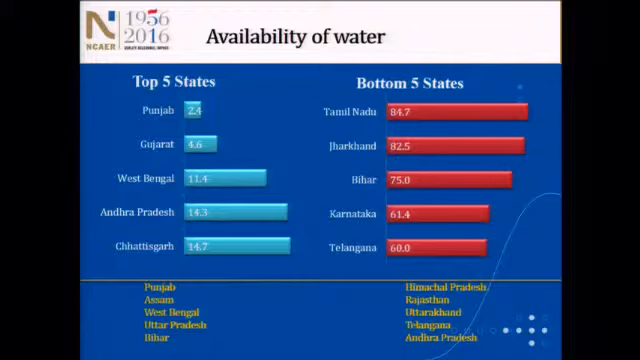 NCAER
1956
2016
QUALITY . RELEVANCE . IMPACT
Availability of water
Top 5 States
Punjab 2.4
Gujarat 4.6
West Bengal 11.4
Andhra Pradesh 14.3
Chhattisgarh 14.7
Bottom 5 States
Tamil Nadu 84.7
Jharkhand 82.5
Bihar 75.0
Karnataka 61.4
Telangana 60.0
Punjab
Assam
West Bengal
Uttar Pradesh
Bihar
Himachal Pradesh
Rajasthan
Uttarakhand
Telangana
Andhra Pradesh